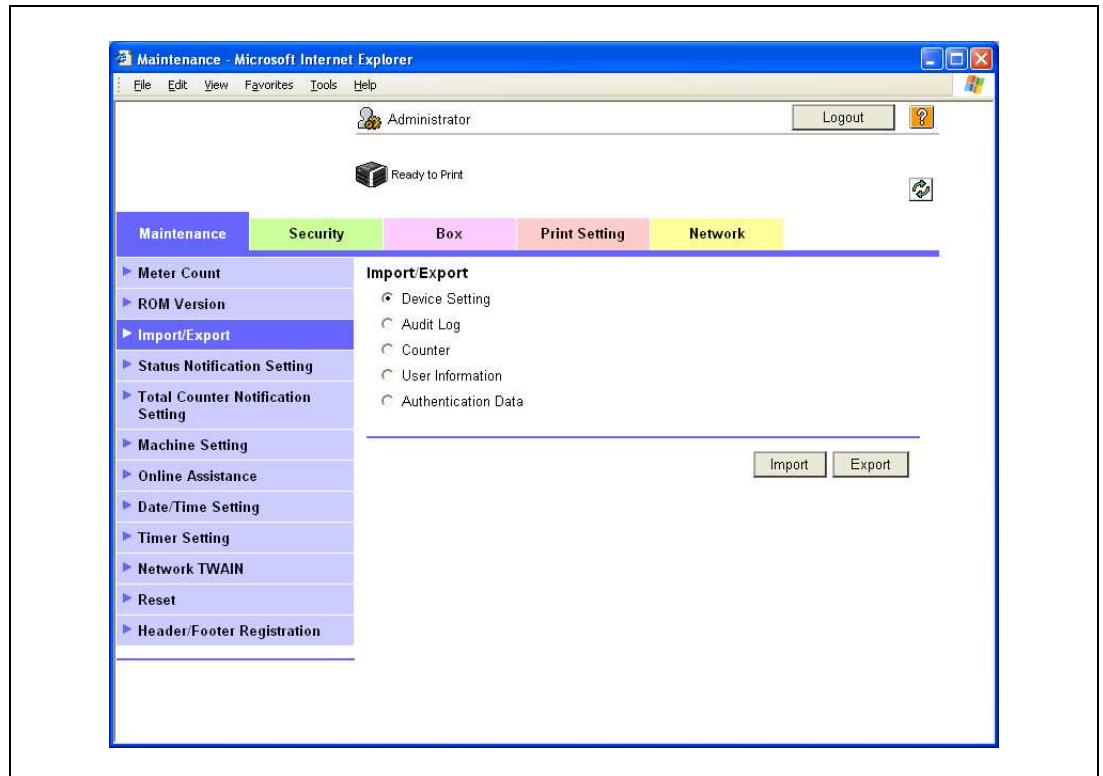 Maintenance - Microsoft Internet Explorer
File Edit View Favorites Tools Help
Administrator
Logout
?
Ready to Print
Maintenance Security Box Print Setting Network
Meter Count
ROM Version
Import/Export
Status Notification Setting
Total Counter Notification
Setting
Machine Setting
Online Assistance
Date/Time Setting
Timer Setting
Network TWAIN
Reset
Header/Footer Registration
Import/Export
Device Setting
Audit Log
Counter
User Information
Authentication Data
Import Export